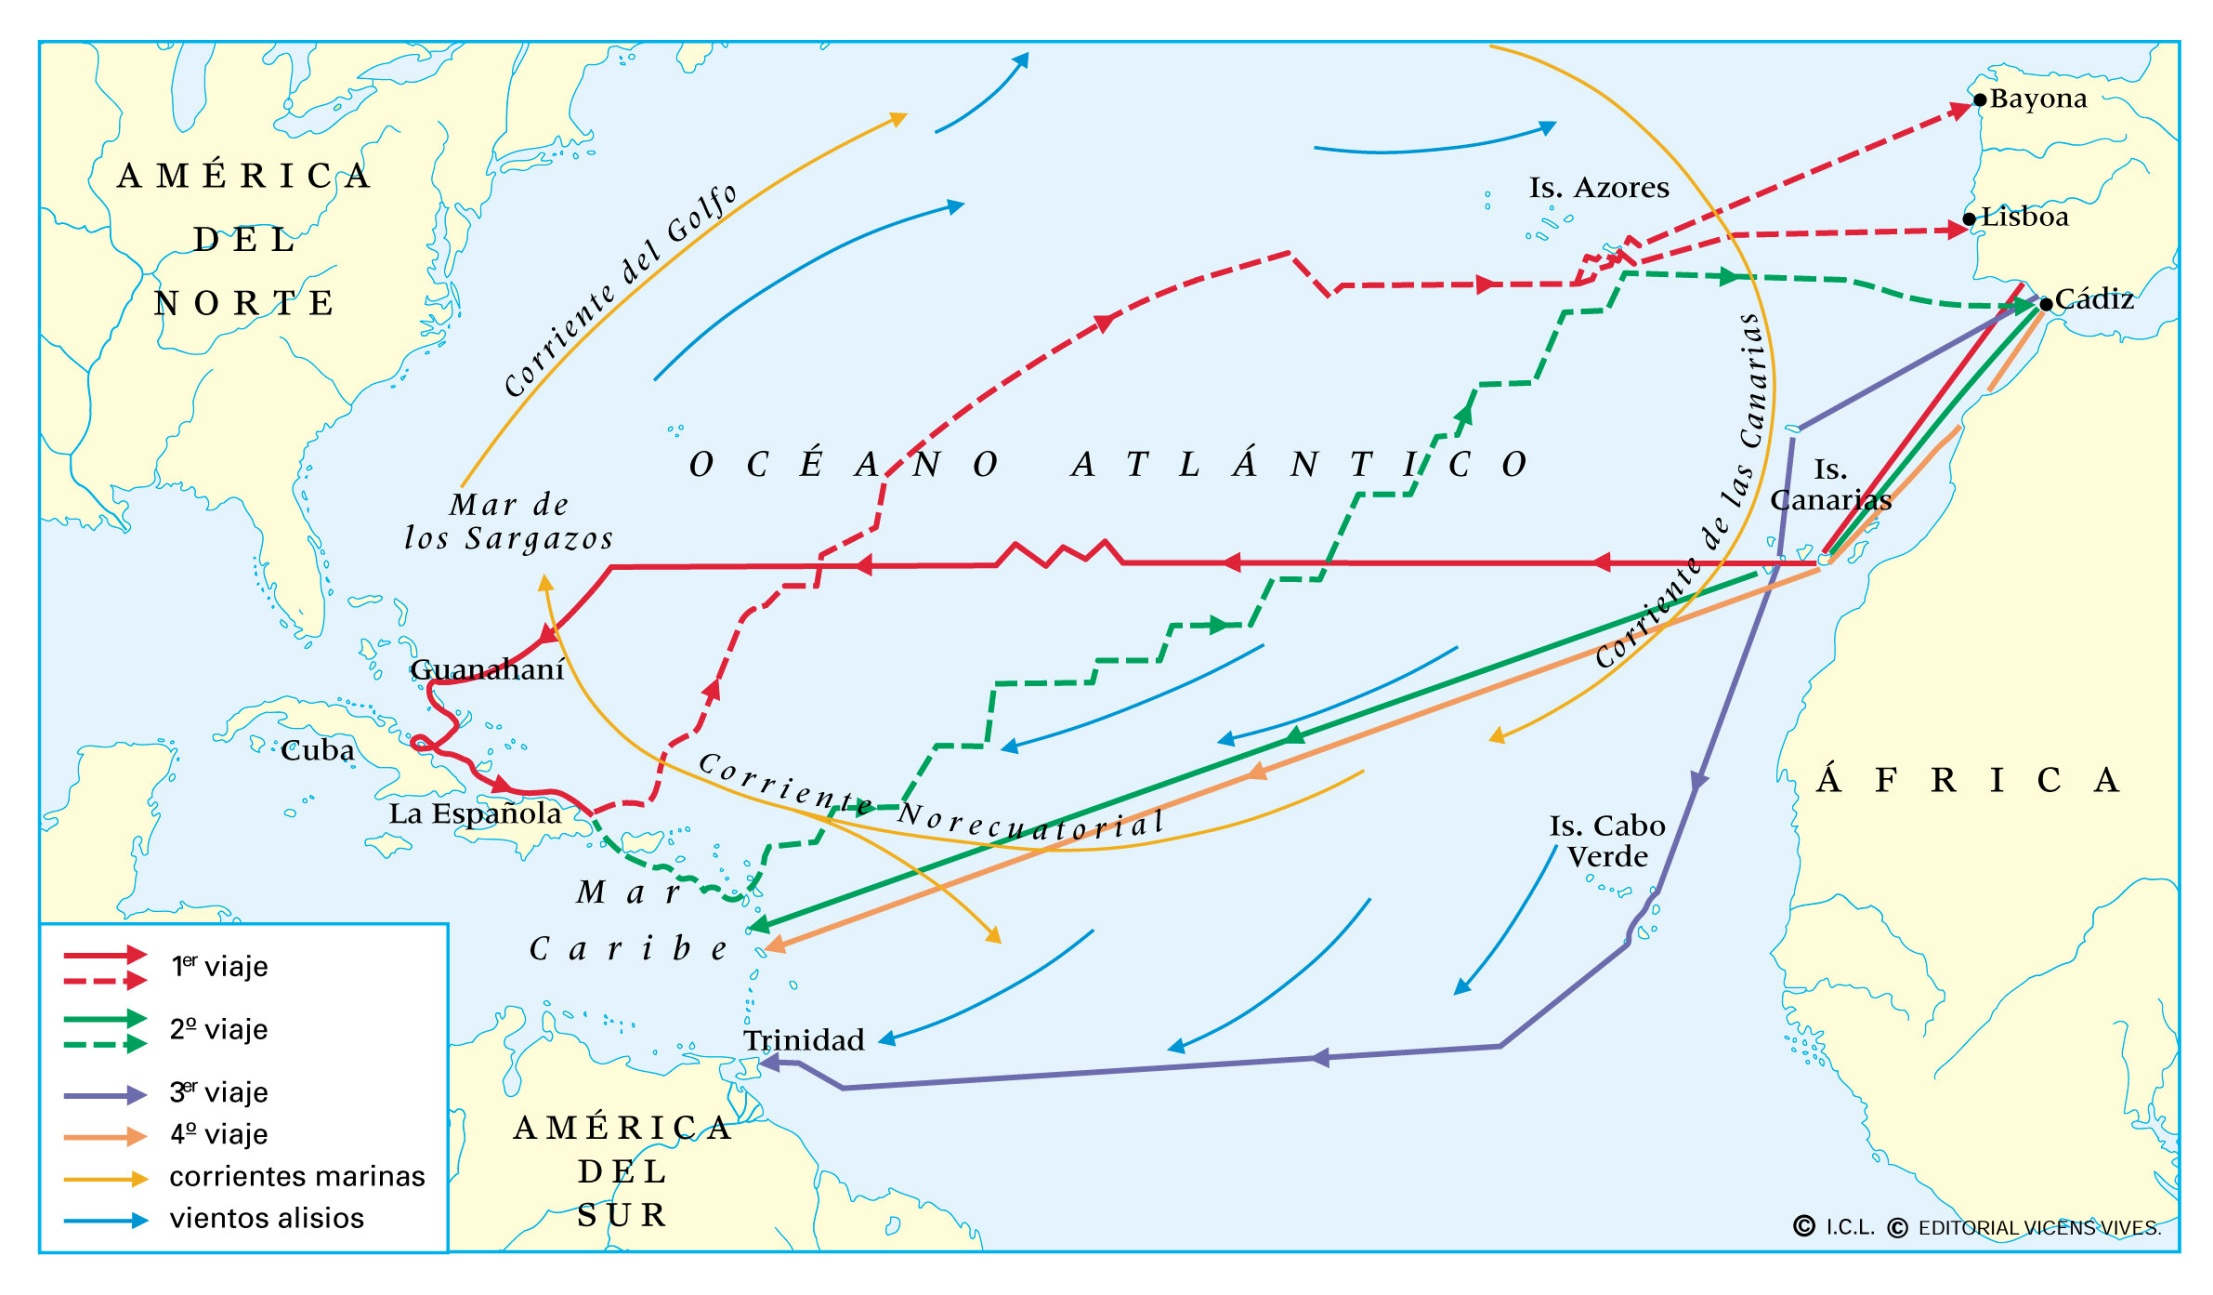 AMÉRICA
DEL
NORTE
Corriente del Golfo
Is. Azores
Bayona
Lisboa
Cádiz
OCÉANO ATLÁNTICO
Corriente de las Canarias
Is.
Canarias
Mar de
los Sargazos
Guanahaní
Cuba
La Española
Corriente Norecuatorial
ÁFRICA
Is. Cabo
Verde
Mar
Caribe
Trinidad
AMÉRICA
DEL
SUR
1er viaje
2º viaje
3er viaje
4º viaje
corrientes marinas
vientos alisios
© I.C.L. © EDITORIAL VICENS VIVES.